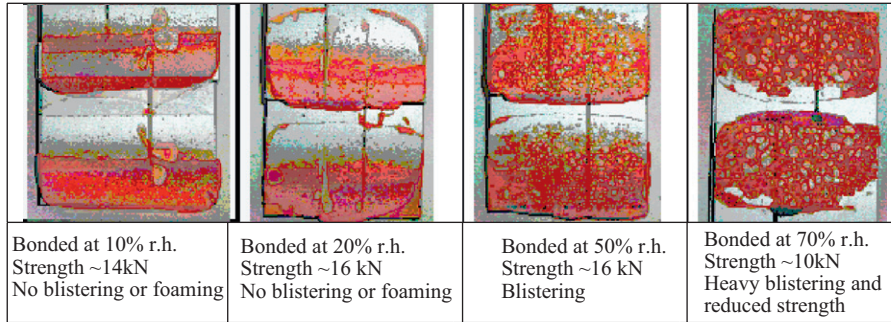 Bonded at 10% r.h.
Strength ~14kN
No blistering or foaming
Bonded at 20% r.h.
Strength ~16 kN
No blistering or foaming
Bonded at 50% r.h.
Strength ~16 kN
Blistering
Bonded at 70% r.h.
Strength ~10kN
Heavy blistering and
reduced strength